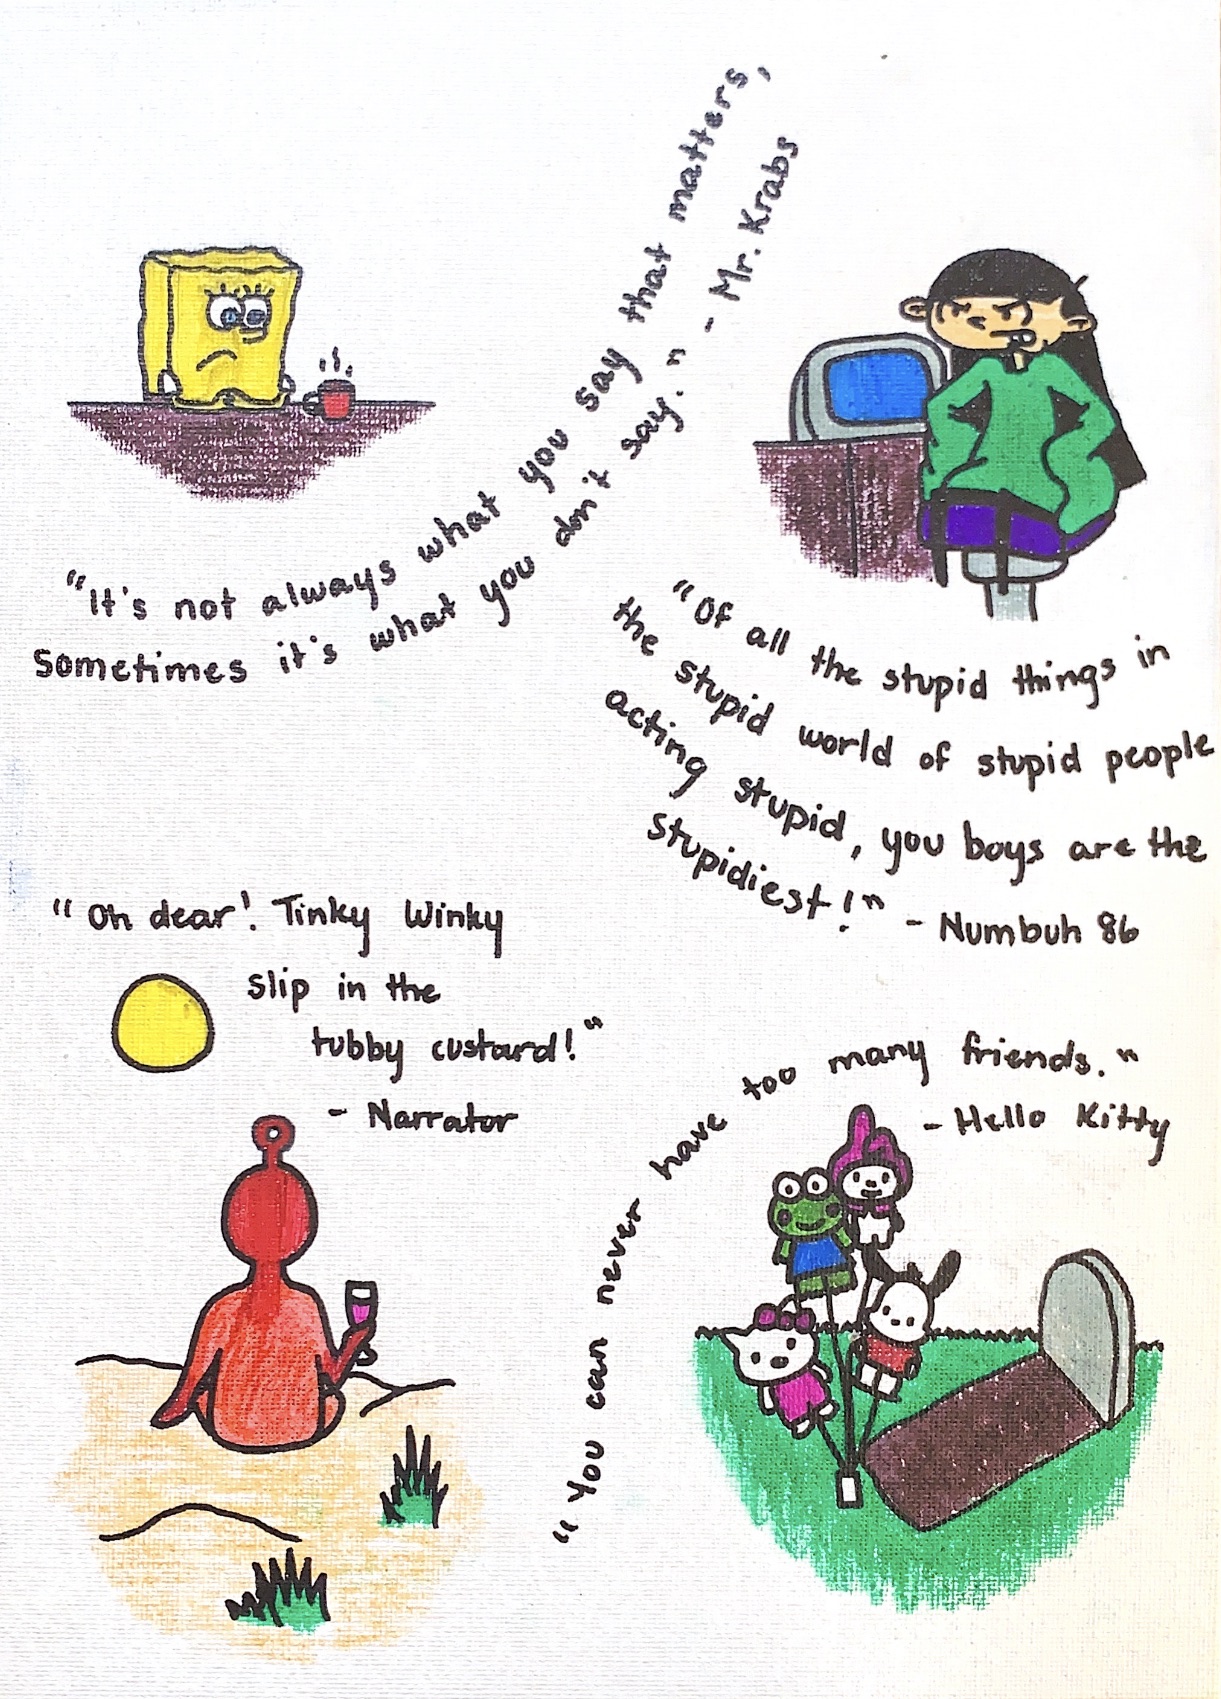 "It's not always what you say that matters,
Sometimes it's what you don't say." - Mr. Krabs
"Of all the stupid things in
the stupid world of stupid people
acting stupid, you boys are the
stupidiest!" - Numbuh 86
"Oh dear! Tinky Winky
slip in the
tubby custard!"
- Narrator
"You can never have too many friends."
- Hello Kitty